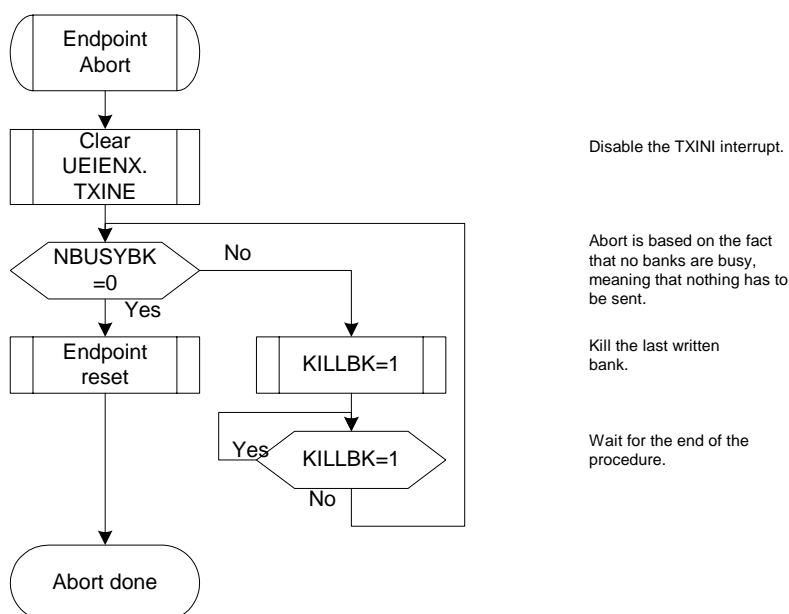 Endpoint
Abort
Clear
UEIENX.
TXINE
Disable the TXINI interrupt.
NBUSYBK
=0
No
Yes
Abort is based on the fact
that no banks are busy,
meaning that nothing has to
be sent.
Endpoint
reset
KILLBK=1
Kill the last written
bank.
Yes
KILLBK=1
No
Wait for the end of the
procedure.
Abort done